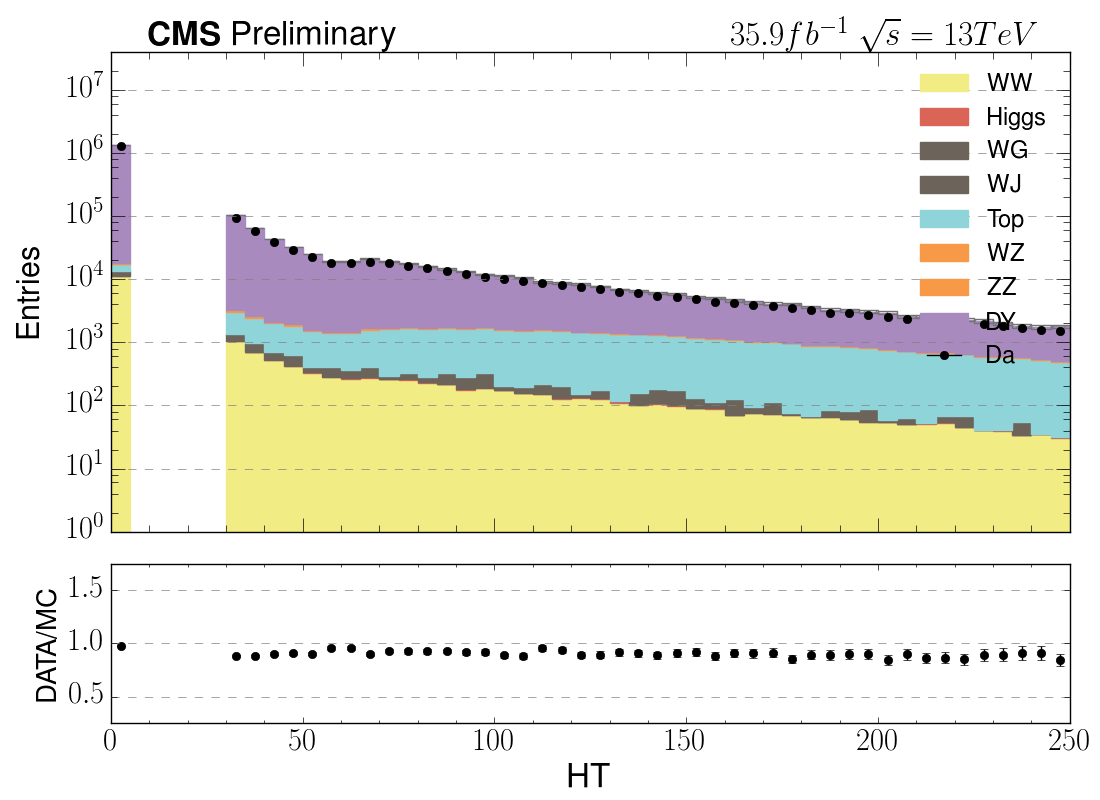 CMS Preliminary 35.9fb⁻¹ √s = 13TeV
Entries
10⁷
10⁶
10⁵
10⁴
10³
10²
10¹
10⁰
WW
Higgs
WG
WJ
Top
WZ
ZZ
DY
Da
DATA/MC
1.5
1.0
0.5
0 50 100 150 200 250
HT